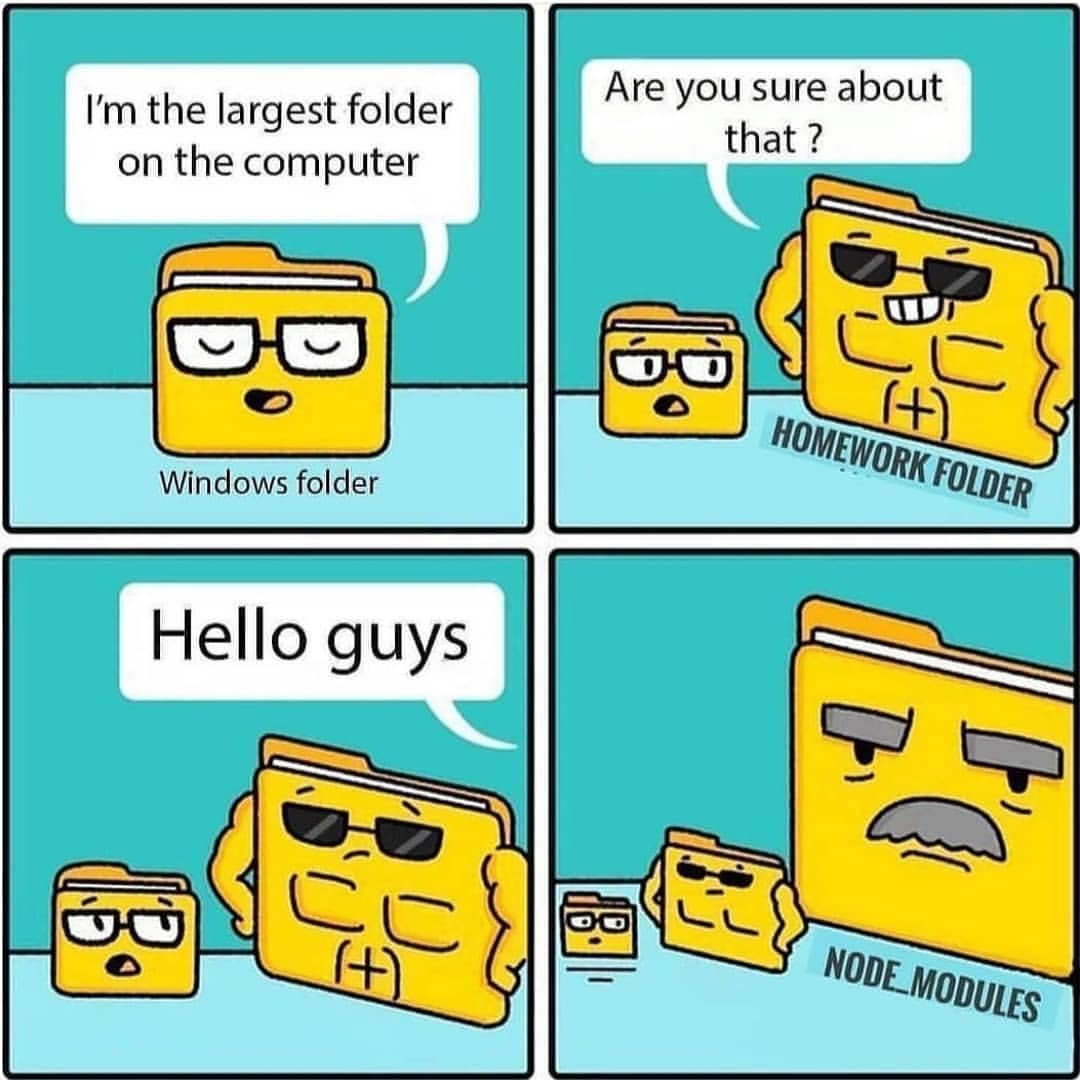 I'm the largest folder
on the computer
Windows folder
Are you sure about
that ?
HOMEWORK FOLDER
Hello guys
NODE_MODULES